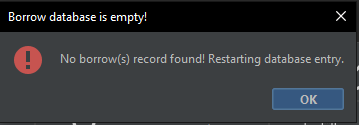 Borrow database is empty!
No borrow(s) record found! Restarting database entry.
OK